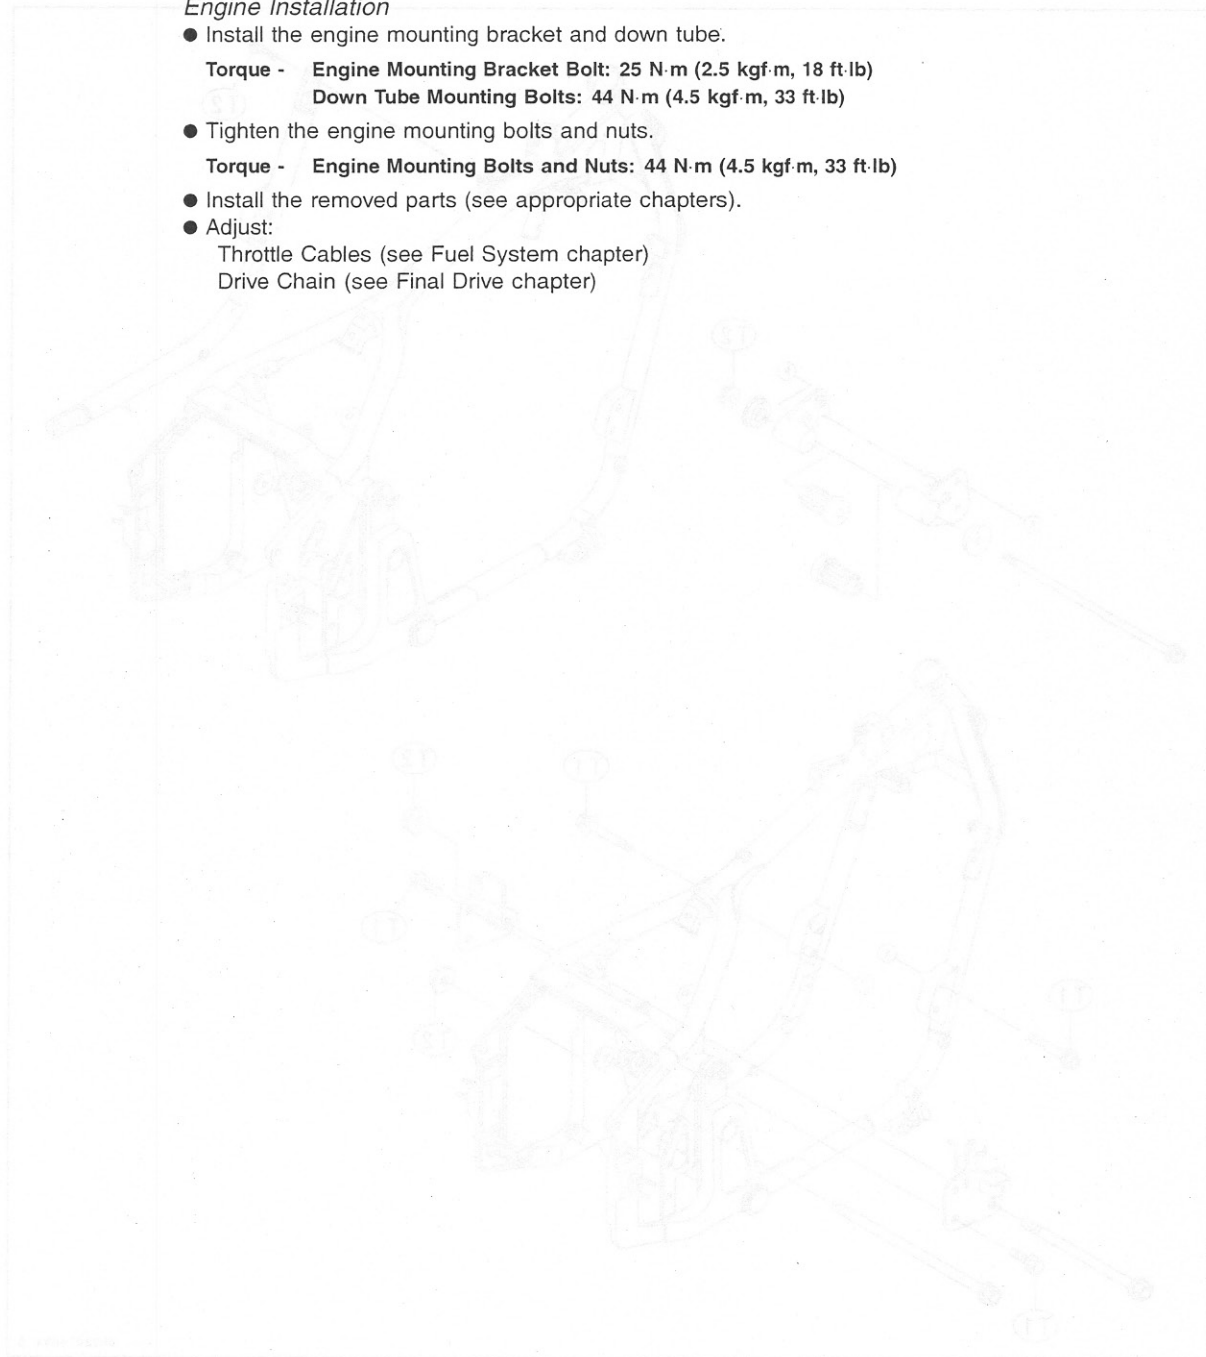 Engine Installation
● Install the engine mounting bracket and down tube.
Torque - Engine Mounting Bracket Bolt: 25 N·m (2.5 kgf·m, 18 ft·lb)
Down Tube Mounting Bolts: 44 N·m (4.5 kgf·m, 33 ft·lb)
● Tighten the engine mounting bolts and nuts.
Torque - Engine Mounting Bolts and Nuts: 44 N·m (4.5 kgf·m, 33 ft·lb)
● Install the removed parts (see appropriate chapters).
● Adjust:
Throttle Cables (see Fuel System chapter)
Drive Chain (see Final Drive chapter)